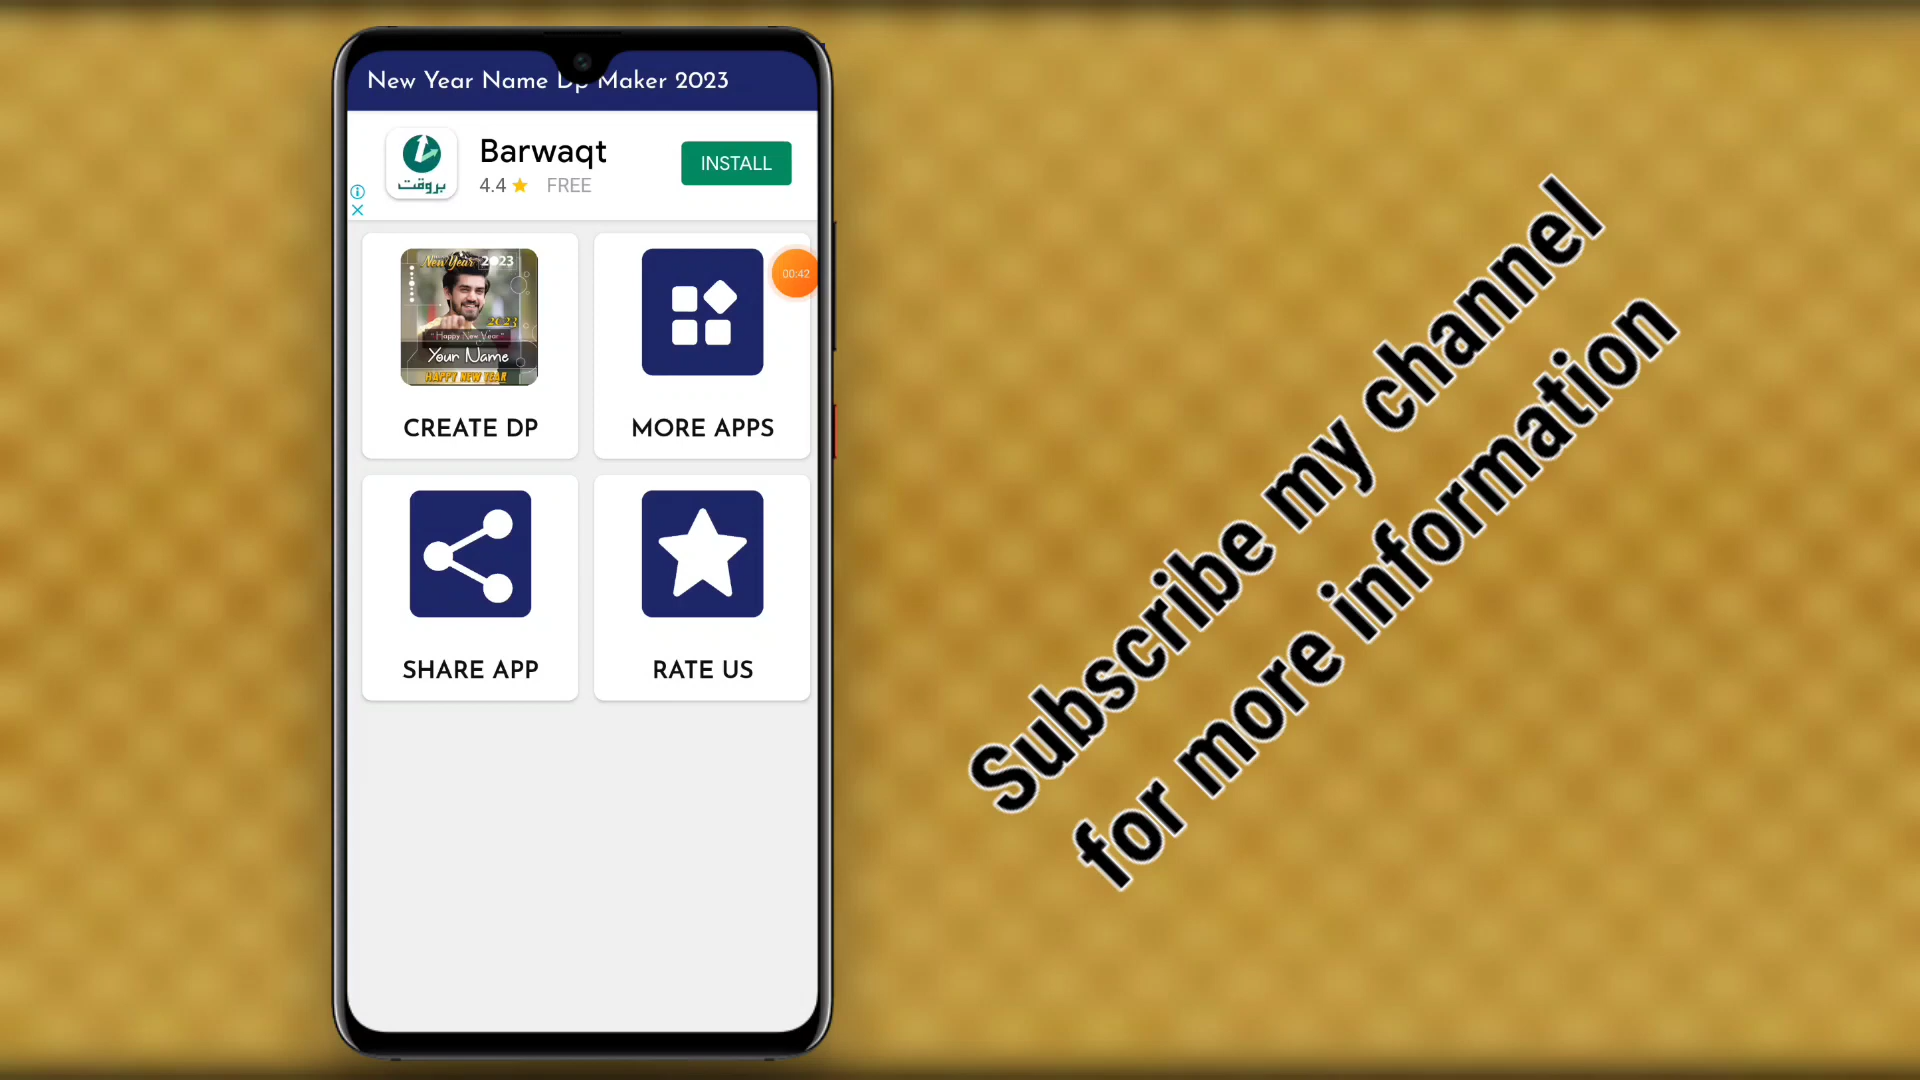 New Year Name Dp Maker 2023
Barwaqt
4.4 FREE
INSTALL
بروقت
00:42
New Year 2023
2023
" Happy New Year "
Your Name
HAPPY NEW YEAR
CREATE DP
MORE APPS
SHARE APP
RATE US
Subscribe my channel
for more information